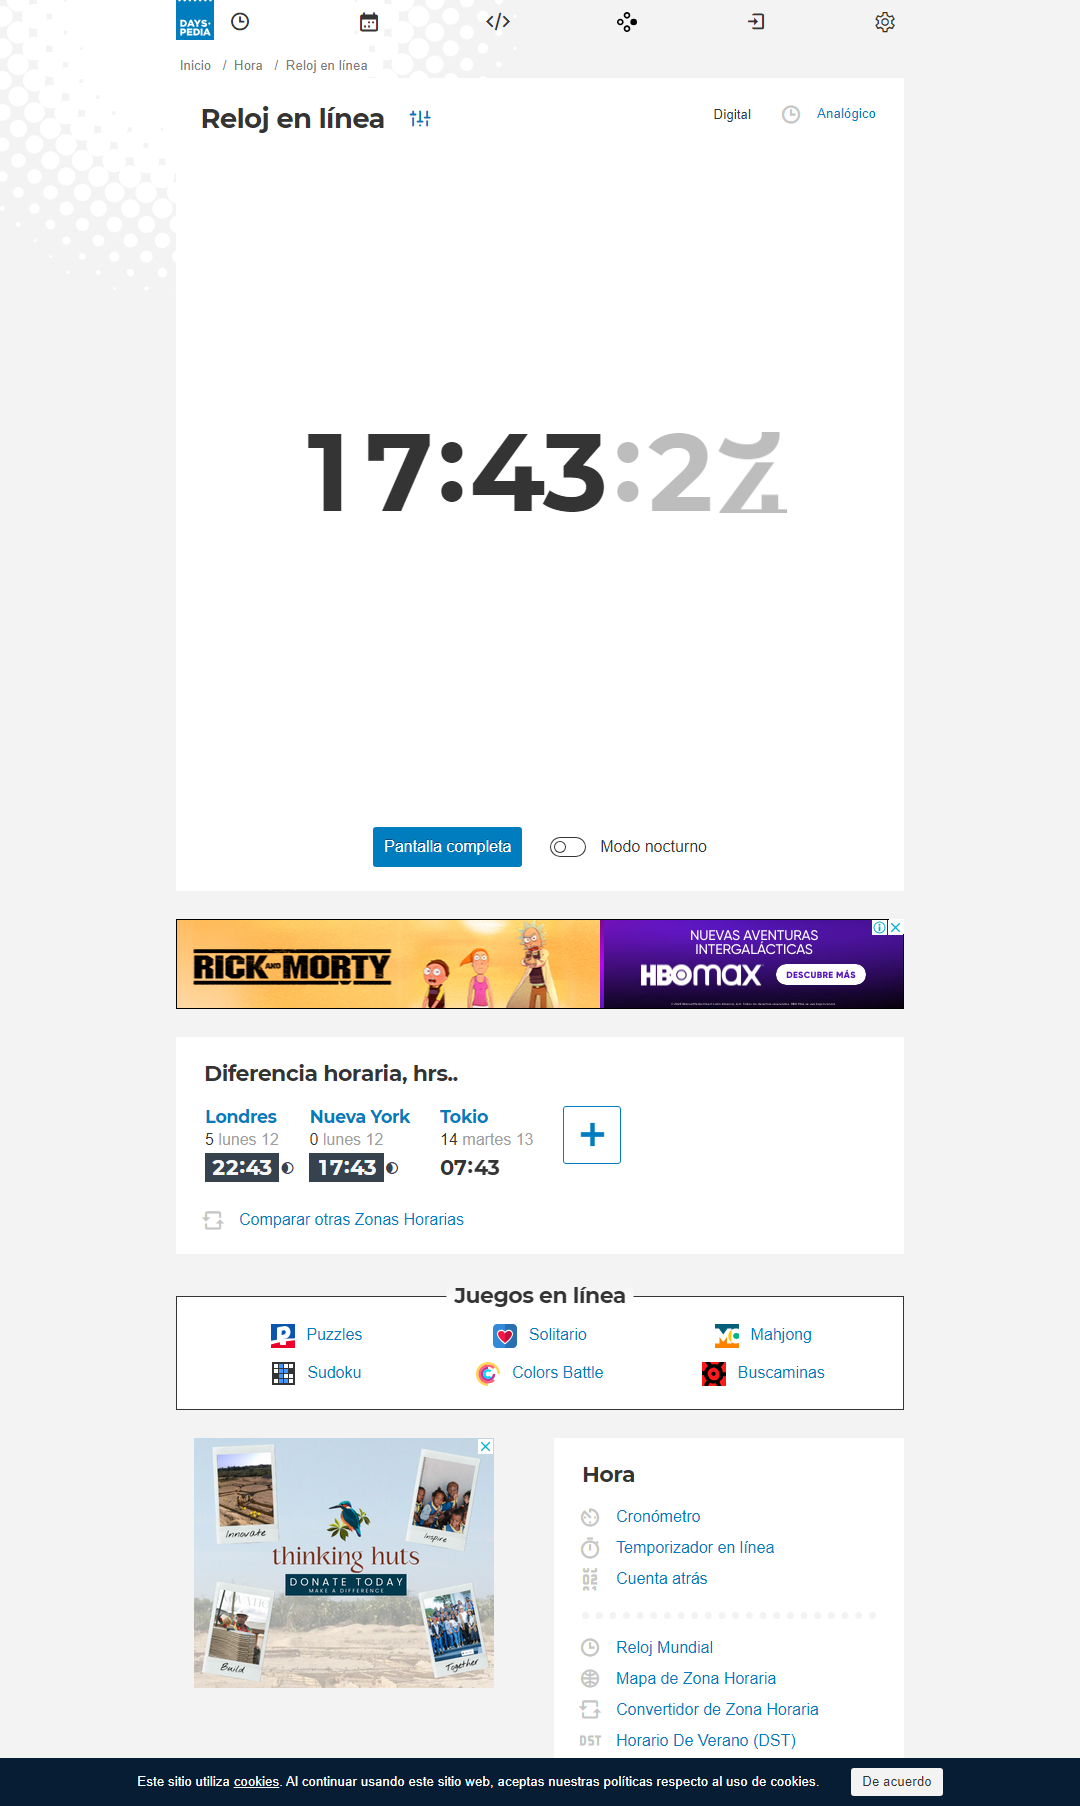 DAYS·
PEDIA
Inicio / Hora / Reloj en línea
Reloj en línea
Digital
Analógico
17:43:24
Pantalla completa
Modo nocturno
RICK AND MORTY
NUEVAS AVENTURAS
INTERGALÁCTICAS
HBOMAX
DESCUBRE MÁS
Diferencia horaria, hrs..
Londres
5 lunes 12
22:43
Nueva York
0 lunes 12
17:43
Tokio
14 martes 13
07:43
Comparar otras Zonas Horarias
Juegos en línea
Puzzles
Solitario
Mahjong
Sudoku
Colors Battle
Buscaminas
Innovate
Inspire
thinking huts
DONATE TODAY
MAKE A DIFFERENCE
Build
Together
Hora
Cronómetro
Temporizador en línea
Cuenta atrás
Reloj Mundial
Mapa de Zona Horaria
Convertidor de Zona Horaria
DST Horario De Verano (DST)
Este sitio utiliza cookies. Al continuar usando este sitio web, aceptas nuestras políticas respecto al uso de cookies.
De acuerdo